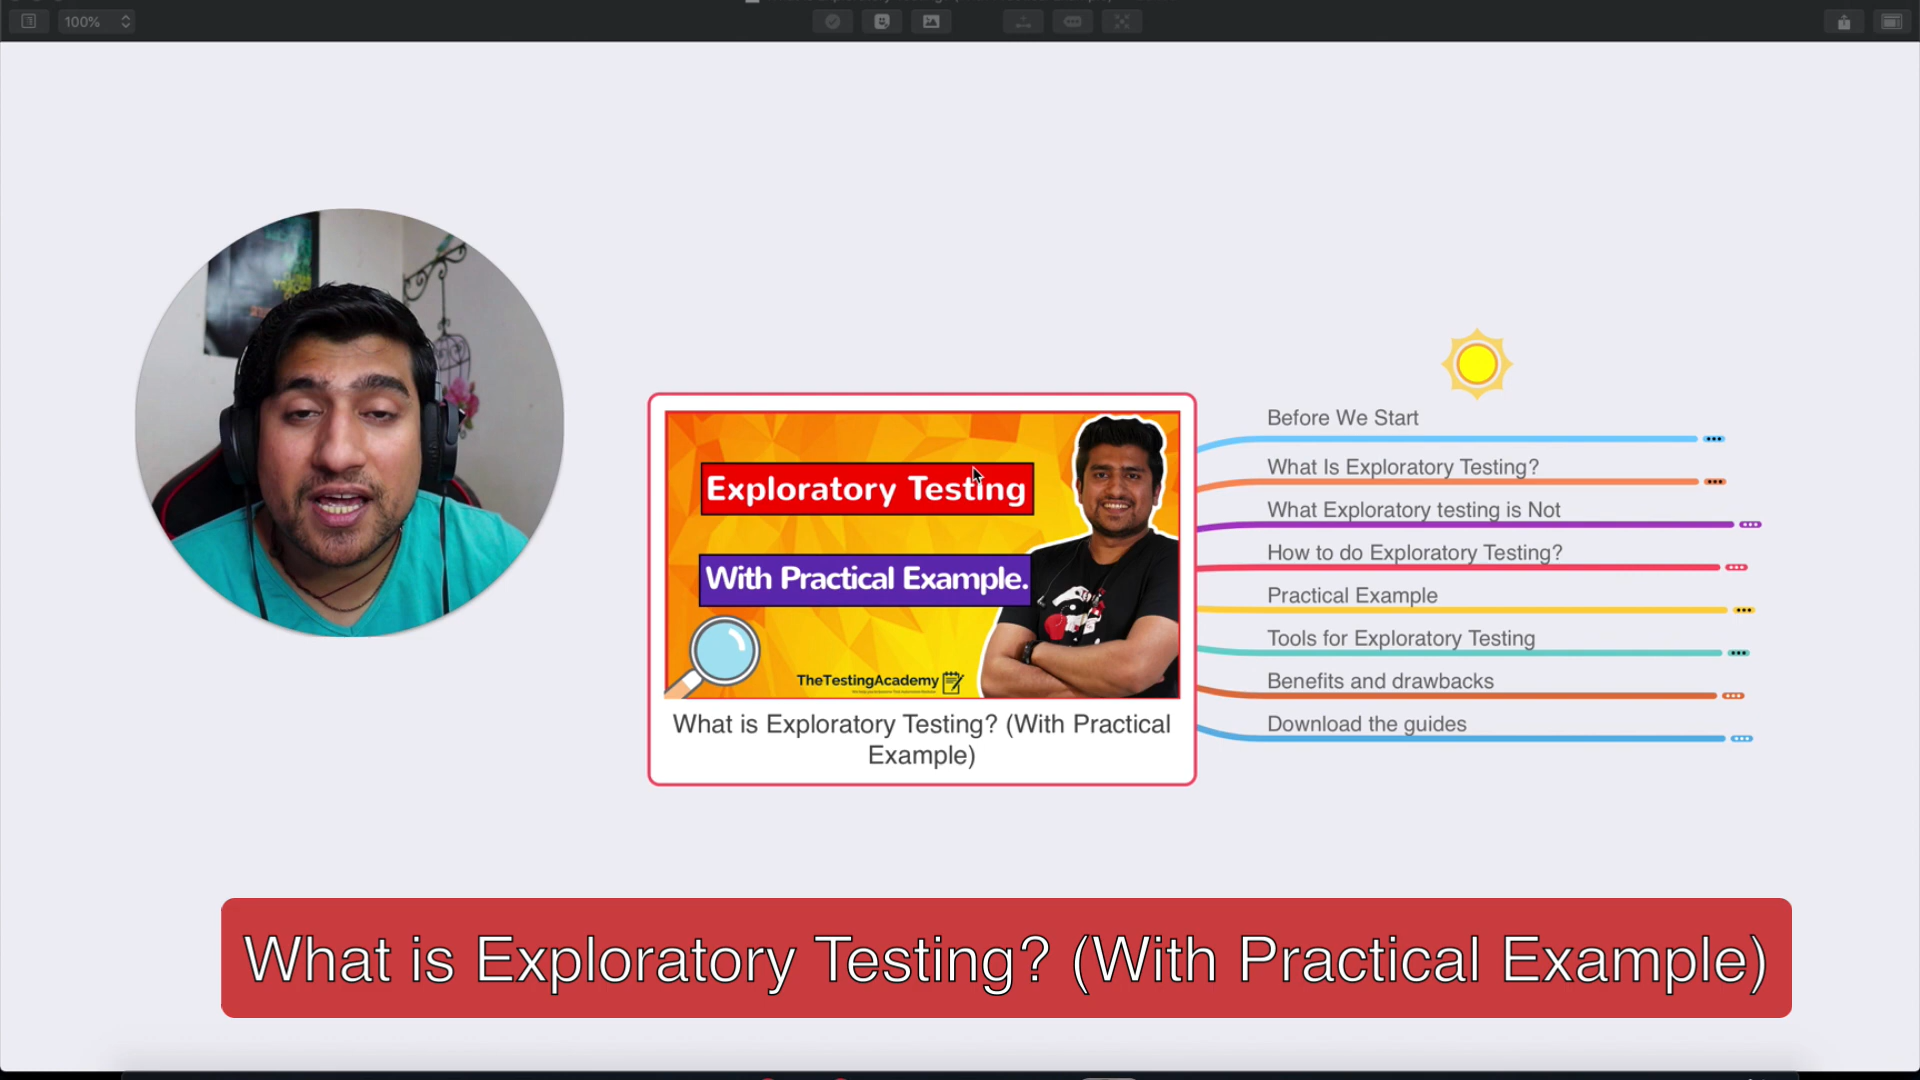 100%
Exploratory Testing
With Practical Example.
TheTestingAcademy
What is Exploratory Testing? (With Practical
Example)
Before We Start
What Is Exploratory Testing?
What Exploratory testing is Not
How to do Exploratory Testing?
Practical Example
Tools for Exploratory Testing
Benefits and drawbacks
Download the guides
What is Exploratory Testing? (With Practical Example)